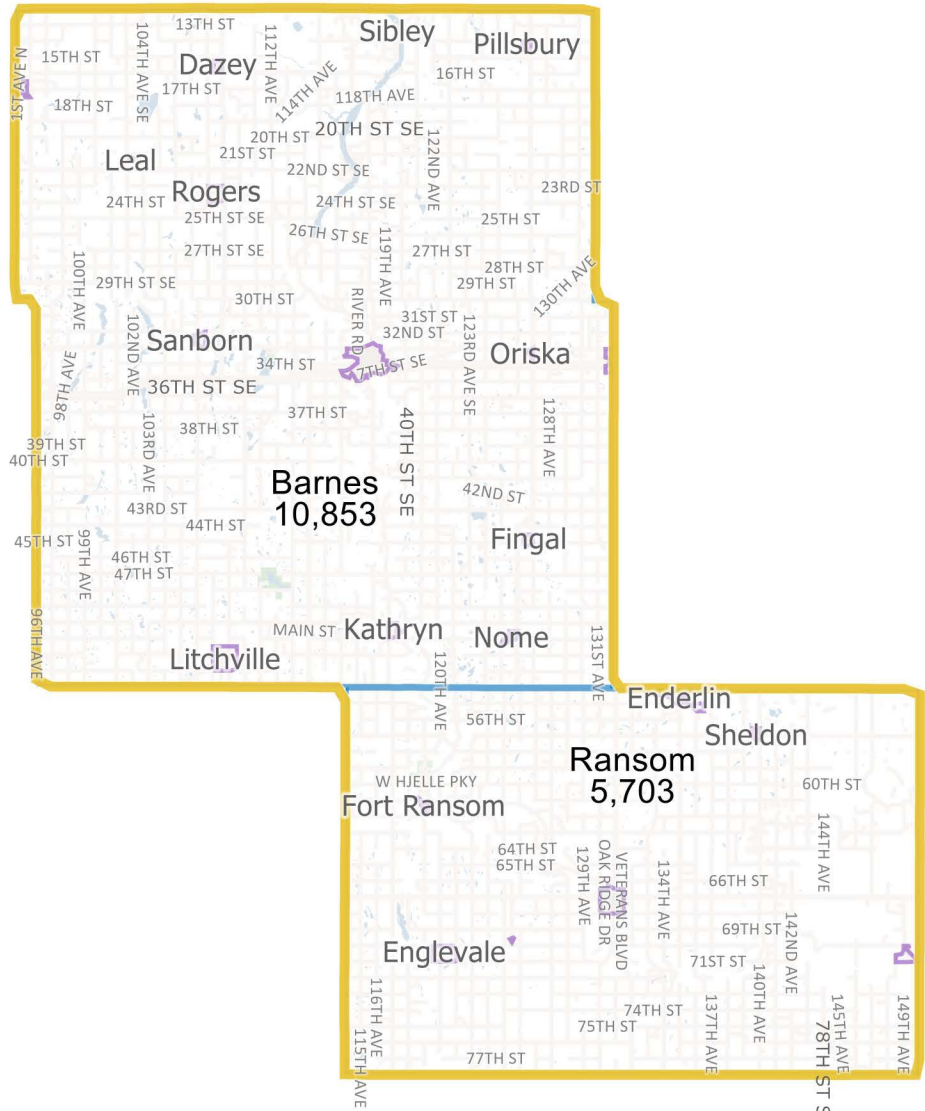 13TH ST
Sibley
Pillsbury
104TH AVE SE
112TH AVE
15TH ST
Dazey
16TH ST
1ST AVE N
17TH ST
114TH AVE
118TH AVE
18TH ST
20TH ST SE
20TH ST
122ND AVE
21ST ST
Leal
22ND ST SE
Rogers
23RD ST
24TH ST
24TH ST SE
25TH ST SE
25TH ST
26TH ST SE
27TH ST SE
119TH AVE
27TH ST
100TH AVE
28TH ST
29TH ST SE
29TH ST
130TH AVE
30TH ST
RIVER RD
31ST ST
32ND ST
102ND AVE
Sanborn
123RD AVE SE
Oriska
34TH ST
7TH ST SE
98TH AVE
36TH ST SE
37TH ST
128TH AVE
103RD AVE
38TH ST
40TH ST SE
39TH ST
40TH ST
Barnes
10,853
42ND ST
43RD ST
44TH ST
45TH ST
99TH AVE
Fingal
46TH ST
47TH ST
96TH AVE
MAIN ST
Kathryn
Nome
131ST AVE
Litchville
120TH AVE
Enderlin
56TH ST
Sheldon
Ransom
5,703
W HJELLE PKY
60TH ST
Fort Ransom
144TH AVE
64TH ST
65TH ST
129TH AVE
OAK RIDGE DR
VETERANS BLVD
134TH AVE
66TH ST
142ND AVE
69TH ST
Englevale
71ST ST
140TH AVE
116TH AVE
137TH AVE
145TH AVE
149TH AVE
74TH ST
75TH ST
78TH ST S
115TH AVE
77TH ST